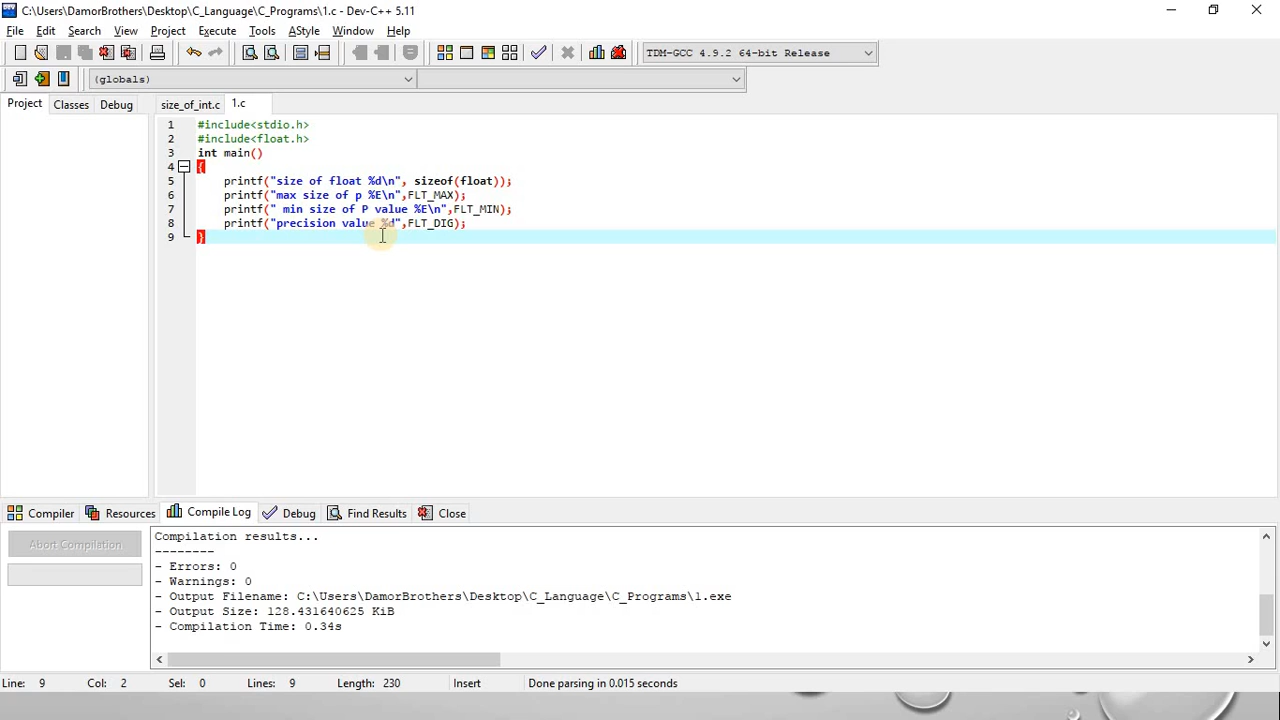 C:\Users\DamorBrothers\Desktop\C_Language\C_Programs\1.c - Dev-C++ 5.11
File Edit Search View Project Execute Tools AStyle Window Help
TDM-GCC 4.9.2 64-bit Release
(globals)
Project Classes Debug size_of_int.c 1.c
1 #include<stdio.h>
2 #include<float.h>
3 int main()
4 {
5 printf("size of float %d\n", sizeof(float));
6 printf("max size of p %E\n",FLT_MAX);
7 printf(" min size of P value %E\n",FLT_MIN);
8 printf("precision value %d",FLT_DIG);
9 }
Compiler Resources Compile Log Debug Find Results Close
Abort Compilation
Compilation results...
--------
- Errors: 0
- Warnings: 0
- Output Filename: C:\Users\DamorBrothers\Desktop\C_Language\C_Programs\1.exe
- Output Size: 128.431640625 KiB
- Compilation Time: 0.34s
Line: 9 Col: 2 Sel: 0 Lines: 9 Length: 230 Insert Done parsing in 0.015 seconds